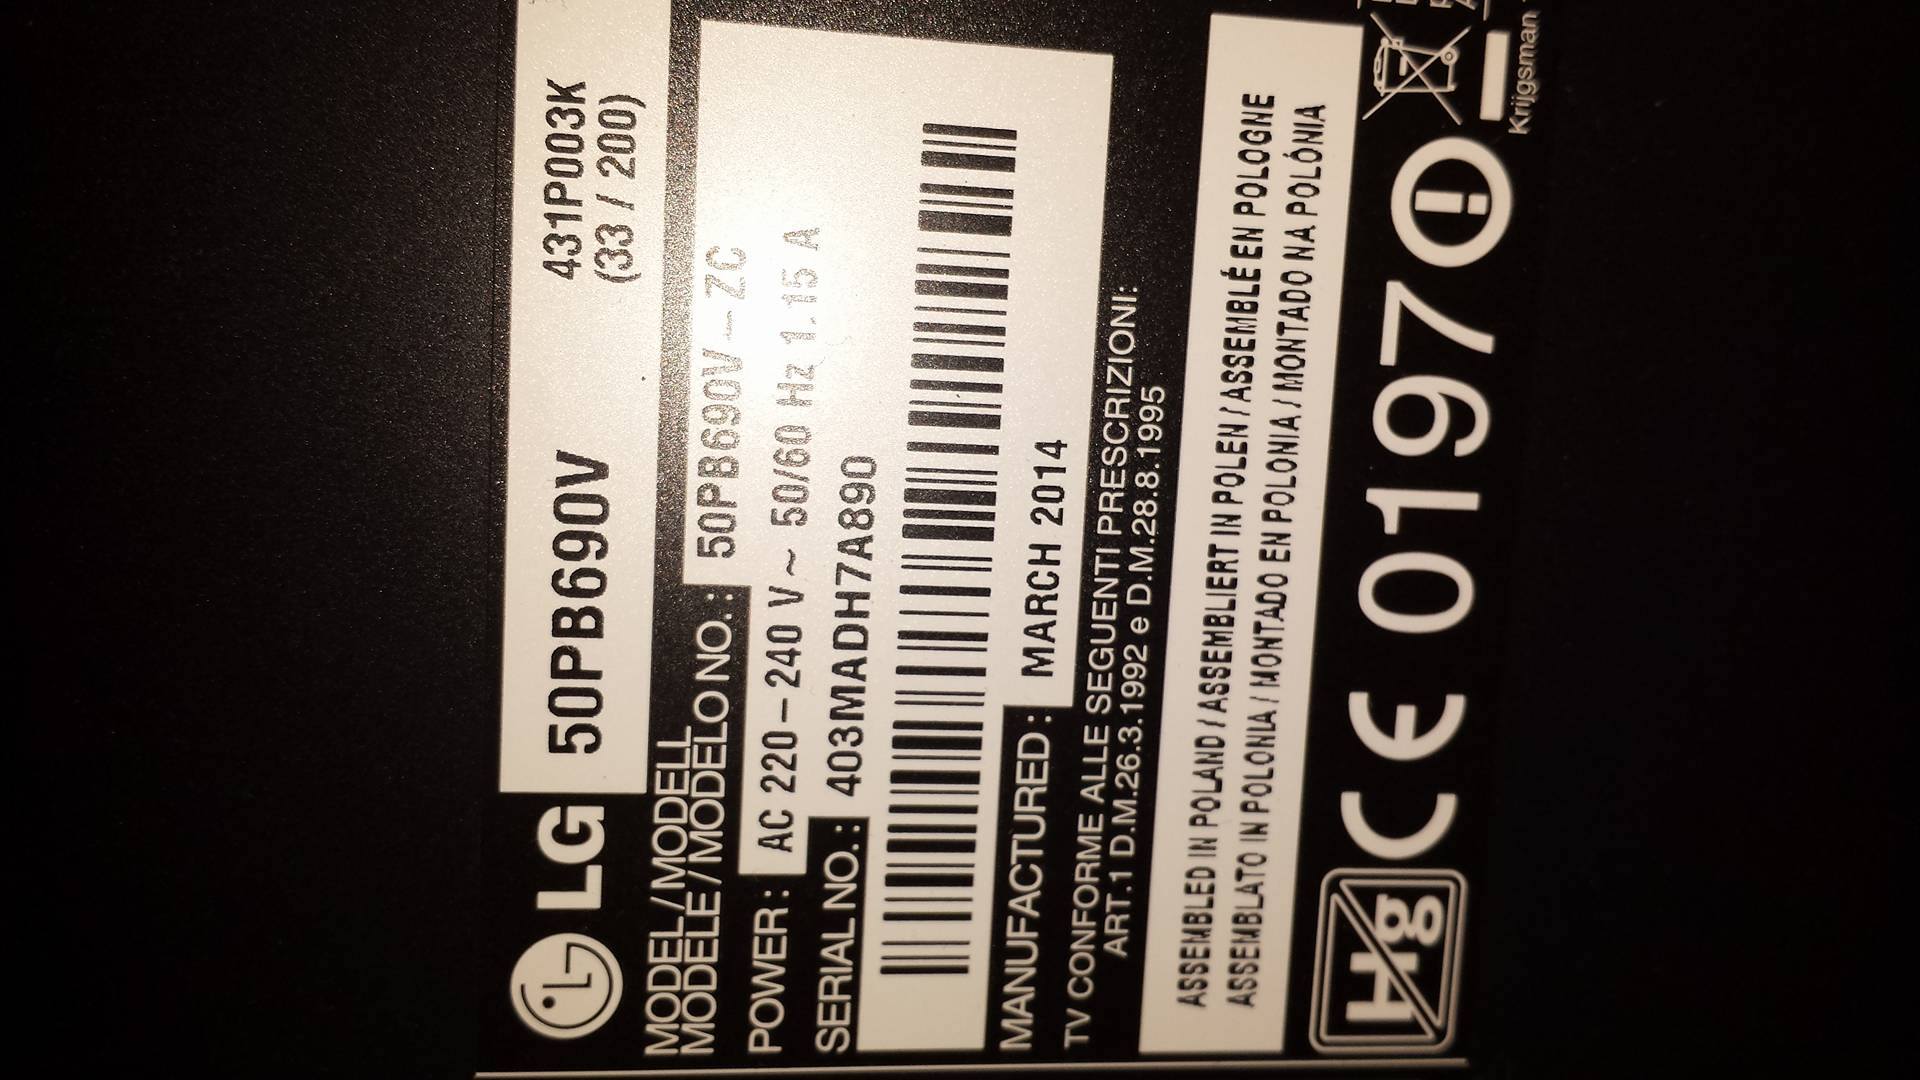 LG 50PB690V 431P003K
(33 / 200)
MODEL / MODELL
MODELE / MODELO NO. : 50PB690V-ZC
POWER : AC 220-240 V~ 50/60 Hz 1.15 A
SERIAL NO. : 403MADH7A890
MANUFACTURED : MARCH 2014
TV CONFORME ALLE SEGUENTI PRESCRIZIONI:
ART.1 D.M.26.3.1992 e D.M.28.8.1995
ASSEMBLED IN POLAND / ASSEMBLIERT IN POLEN / ASSEMBLÉ EN POLOGNE
ASSEMBLATO IN POLONIA / MONTADO EN POLONIA / MONTADO NA POLÓNIA
Hg CE 0197 !
Krijgsman